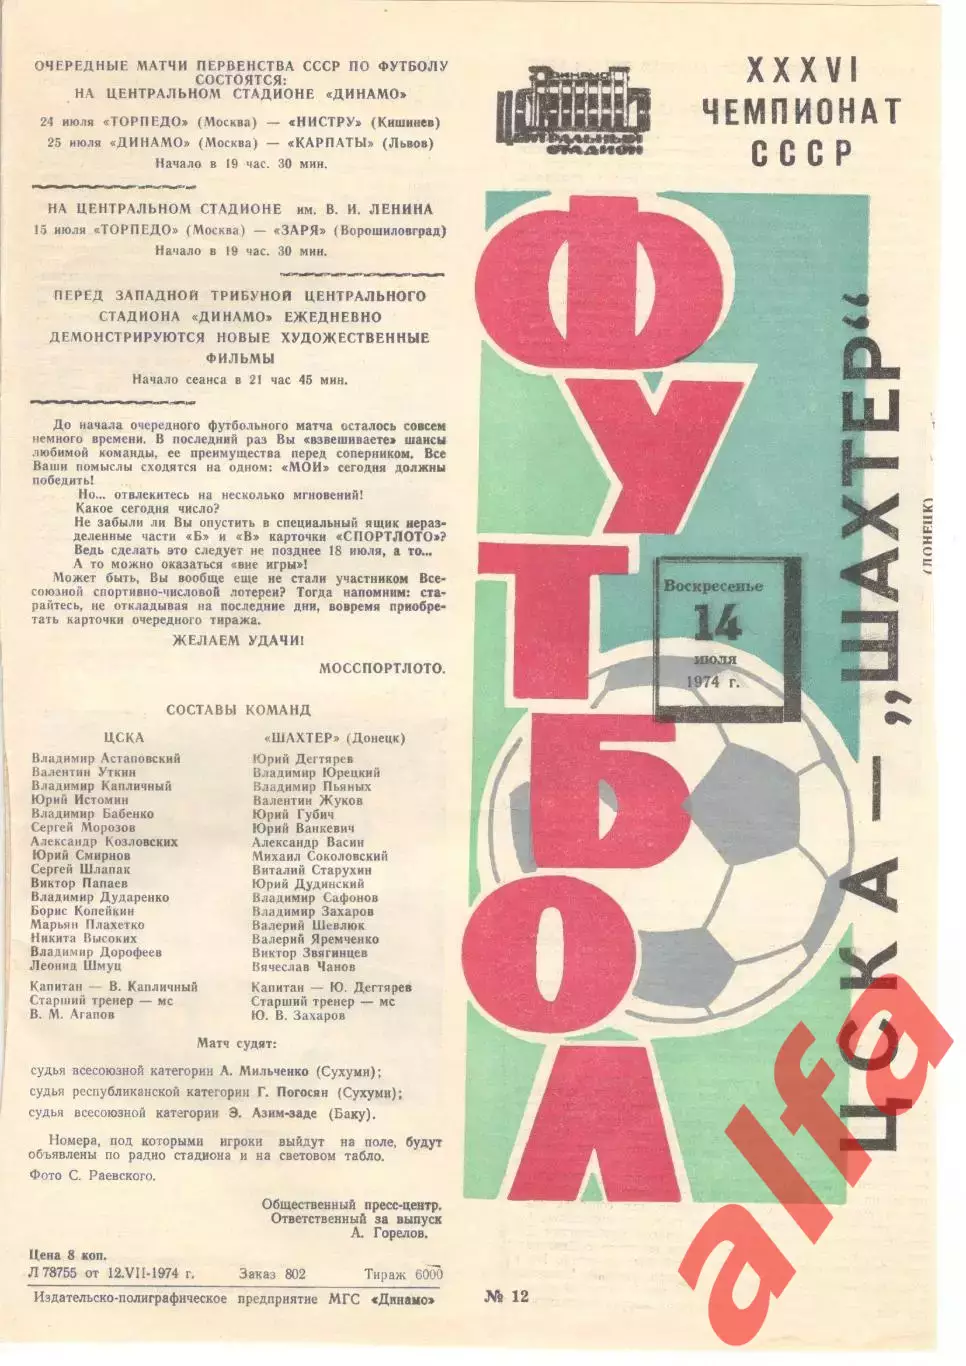 ОЧЕРЕДНЫЕ МАТЧИ ПЕРВЕНСТВА СССР ПО ФУТБОЛУ
СОСТОЯТСЯ:
НА ЦЕНТРАЛЬНОМ СТАДИОНЕ «ДИНАМО»
24 июля «ТОРПЕДО» (Москва) — «НИСТРУ» (Кишинев)
25 июля «ДИНАМО» (Москва) — «КАРПАТЫ» (Львов)
Начало в 19 час. 30 мин.
НА ЦЕНТРАЛЬНОМ СТАДИОНЕ им. В. И. ЛЕНИНА
15 июля «ТОРПЕДО» (Москва) — «ЗАРЯ» (Ворошиловград)
Начало в 19 час. 30 мин.
ПЕРЕД ЗАПАДНОЙ ТРИБУНОЙ ЦЕНТРАЛЬНОГО
СТАДИОНА «ДИНАМО» ЕЖЕДНЕВНО
ДЕМОНСТРИРУЮТСЯ НОВЫЕ ХУДОЖЕСТВЕННЫЕ
ФИЛЬМЫ
Начало сеанса в 21 час 45 мин.
До начала очередного футбольного матча осталось совсем
немного времени. В последний раз Вы «взвешиваете» шансы
любимой команды, ее преимущества перед соперником. Все
Ваши помыслы сходятся на одном: «МОИ» сегодня должны
победить!
Но... отвлекитесь на несколько мгновений!
Какое сегодня число?
Не забыли ли Вы опустить в специальный ящик нераз-
деленные части «Б» и «В» карточки «СПОРТЛОТО»?
Ведь сделать это следует не позднее 18 июля, а то...
А то можно оказаться «вне игры»!
Может быть, Вы вообще еще не стали участником Все-
союзной спортивно-числовой лотереи? Тогда напомним: ста-
райтесь, не откладывая на последние дни, вовремя приобре-
тать карточки очередного тиража.
ЖЕЛАЕМ УДАЧИ!
МОССПОРТЛОТО.
СОСТАВЫ КОМАНД
ЦСКА
Владимир Астаповский
Валентин Уткин
Владимир Капличный
Юрий Истомин
Владимир Бабенко
Сергей Морозов
Александр Козловских
Юрий Смирнов
Сергей Шлапак
Виктор Папаев
Владимир Дударенко
Борис Копейкин
Марьян Плахетко
Никита Высоких
Владимир Дорофеев
Леонид Шмуц
Капитан — В. Капличный
Старший тренер — мс
В. М. Агапов
«ШАХТЕР» (Донецк)
Юрий Дегтярев
Владимир Юрецкий
Владимир Пьяных
Валентин Жуков
Юрий Губич
Юрий Ванкевич
Александр Васин
Михаил Соколовский
Виталий Старухин
Юрий Дудинский
Владимир Сафонов
Владимир Захаров
Валерий Шевлюк
Валерий Яремченко
Виктор Звягинцев
Вячеслав Чанов
Капитан — Ю. Дегтярев
Старший тренер — мс
Ю. В. Захаров
Матч судят:
судья всесоюзной категории А. Мильченко (Сухуми);
судья республиканской категории Г. Погосян (Сухуми);
судья всесоюзной категории Э. Азим-заде (Баку).
Номера, под которыми игроки выйдут на поле, будут
объявлены по радио стадиона и на световом табло.
Фото С. Раевского.
Общественный пресс-центр.
Ответственный за выпуск
А. Горелов.
Цена 8 коп.
Л 78755 от 12.VII-1974 г. Заказ 802 Тираж 6000
Издательско-полиграфическое предприятие МГС «Динамо»
ДИНАМО
ЦЕНТРАЛЬНЫЙ
СТАДИОН
XXXVI
ЧЕМПИОНАТ
СССР
ФУТБОЛ
Воскресенье
14
июля
1974 г.
ЦСКА — „ШАХТЕР“
(ДОНЕЦК)
№ 12
alfa